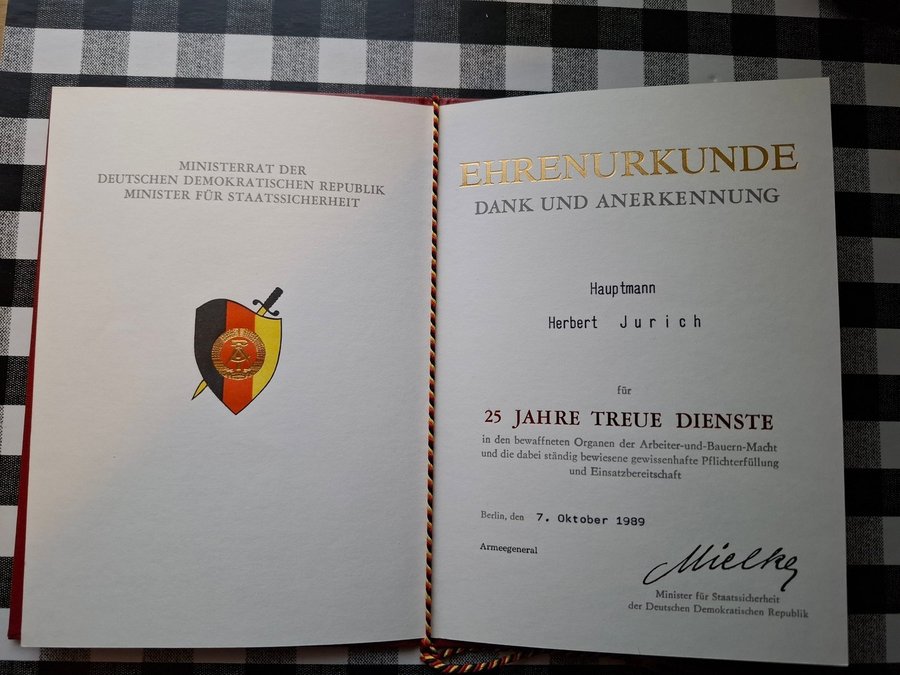 MINISTERRAT DER
DEUTSCHEN DEMOKRATISCHEN REPUBLIK
MINISTER FÜR STAATSSICHERHEIT
EHRENURKUNDE
DANK UND ANERKENNUNG
Hauptmann
Herbert Jurich
für
25 JAHRE TREUE DIENSTE
in den bewaffneten Organen der Arbeiter-und-Bauern-Macht
und die dabei ständig bewiesene gewissenhafte Pflichterfüllung
und Einsatzbereitschaft
Berlin, den 7. Oktober 1989
Armeegeneral
Mielke
Minister für Staatssicherheit
der Deutschen Demokratischen Republik